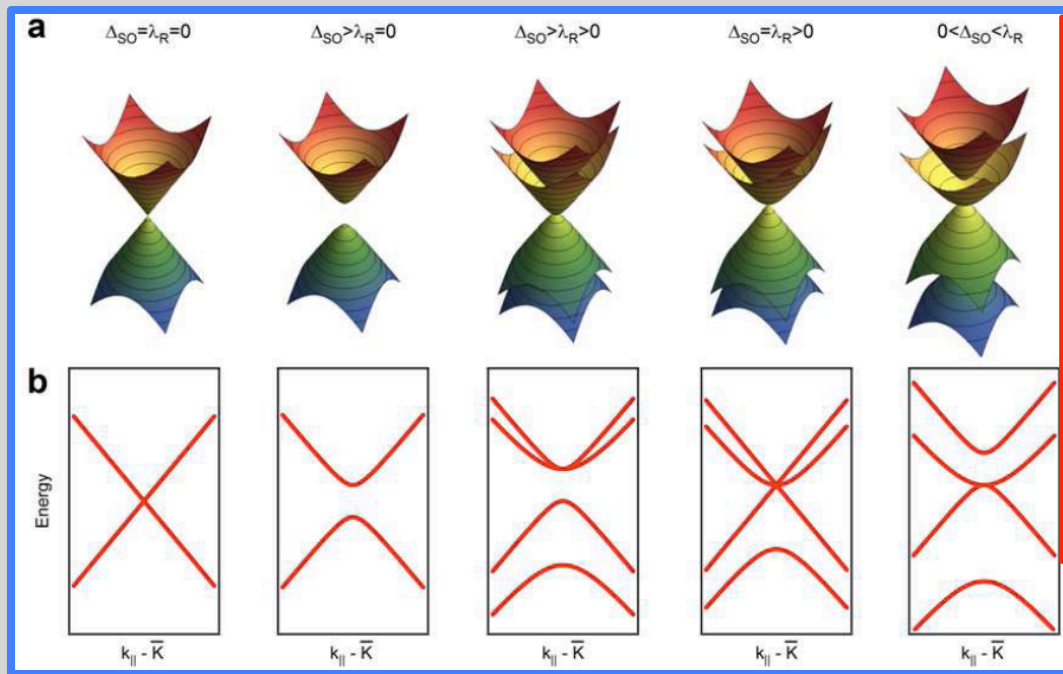 a
Δ_SO=λ_R=0
Δ_SO>λ_R=0
Δ_SO>λ_R>0
Δ_SO=λ_R>0
0<Δ_SO<λ_R
b
Energy
k_|| - K̅
k_|| - K̅
k_|| - K̅
k_|| - K̅
k_|| - K̅